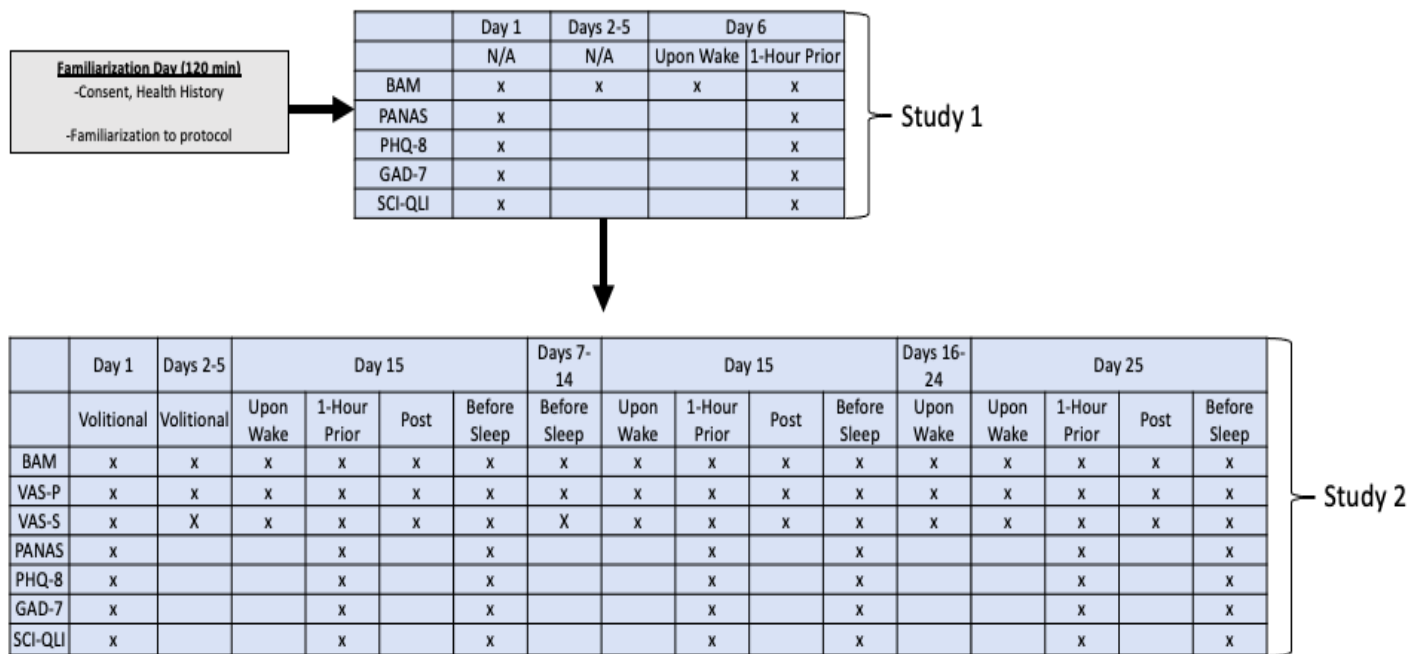 Day 1 Days 2-5 Day 6
N/A N/A Upon Wake 1-Hour Prior
BAM x x x x
PANAS x x
PHQ-8 x x
GAD-7 x x
SCI-QLI x x
Study 1
Familiarization Day (120 min)
-Consent, Health History
-Familiarization to protocol
Day 1 Days 2-5 Day 15 Days 7-14 Day 15 Days 16-24 Day 25
Volitional Volitional Upon Wake 1-Hour Prior Post Before Sleep Before Sleep Upon Wake 1-Hour Prior Post Before Sleep Upon Wake Upon Wake 1-Hour Prior Post Before Sleep
BAM x x x x x x x x x x x x x x x x
VAS-P x x x x x x x x x x x x x x x x
VAS-S x X x x x x X x x x x x x x x x
PANAS x x x x x x x
PHQ-8 x x x x x x x
GAD-7 x x x x x x x
SCI-QLI x x x x x x x
Study 2